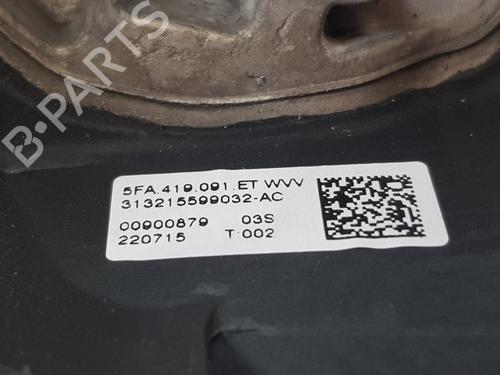 B-PARTS
5FA.419.091.ET WVV
313215599032-AC
00900879 03S
220715 T·002